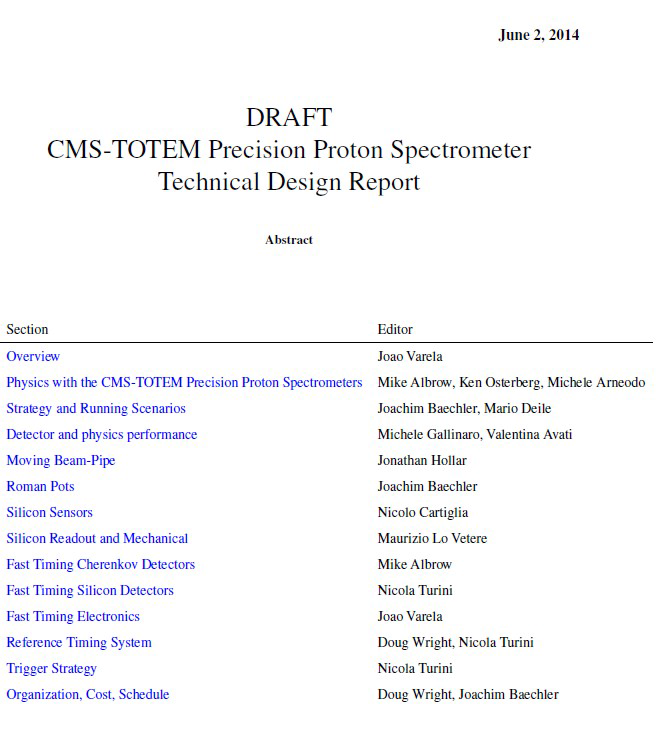 June 2, 2014
DRAFT
CMS-TOTEM Precision Proton Spectrometer
Technical Design Report
Abstract
Section Editor
Overview Joao Varela
Physics with the CMS-TOTEM Precision Proton Spectrometers Mike Albrow, Ken Osterberg, Michele Arneodo
Strategy and Running Scenarios Joachim Baechler, Mario Deile
Detector and physics performance Michele Gallinaro, Valentina Avati
Moving Beam-Pipe Jonathan Hollar
Roman Pots Joachim Baechler
Silicon Sensors Nicolo Cartiglia
Silicon Readout and Mechanical Maurizio Lo Vetere
Fast Timing Cherenkov Detectors Mike Albrow
Fast Timing Silicon Detectors Nicola Turini
Fast Timing Electronics Joao Varela
Reference Timing System Doug Wright, Nicola Turini
Trigger Strategy Nicola Turini
Organization, Cost, Schedule Doug Wright, Joachim Baechler